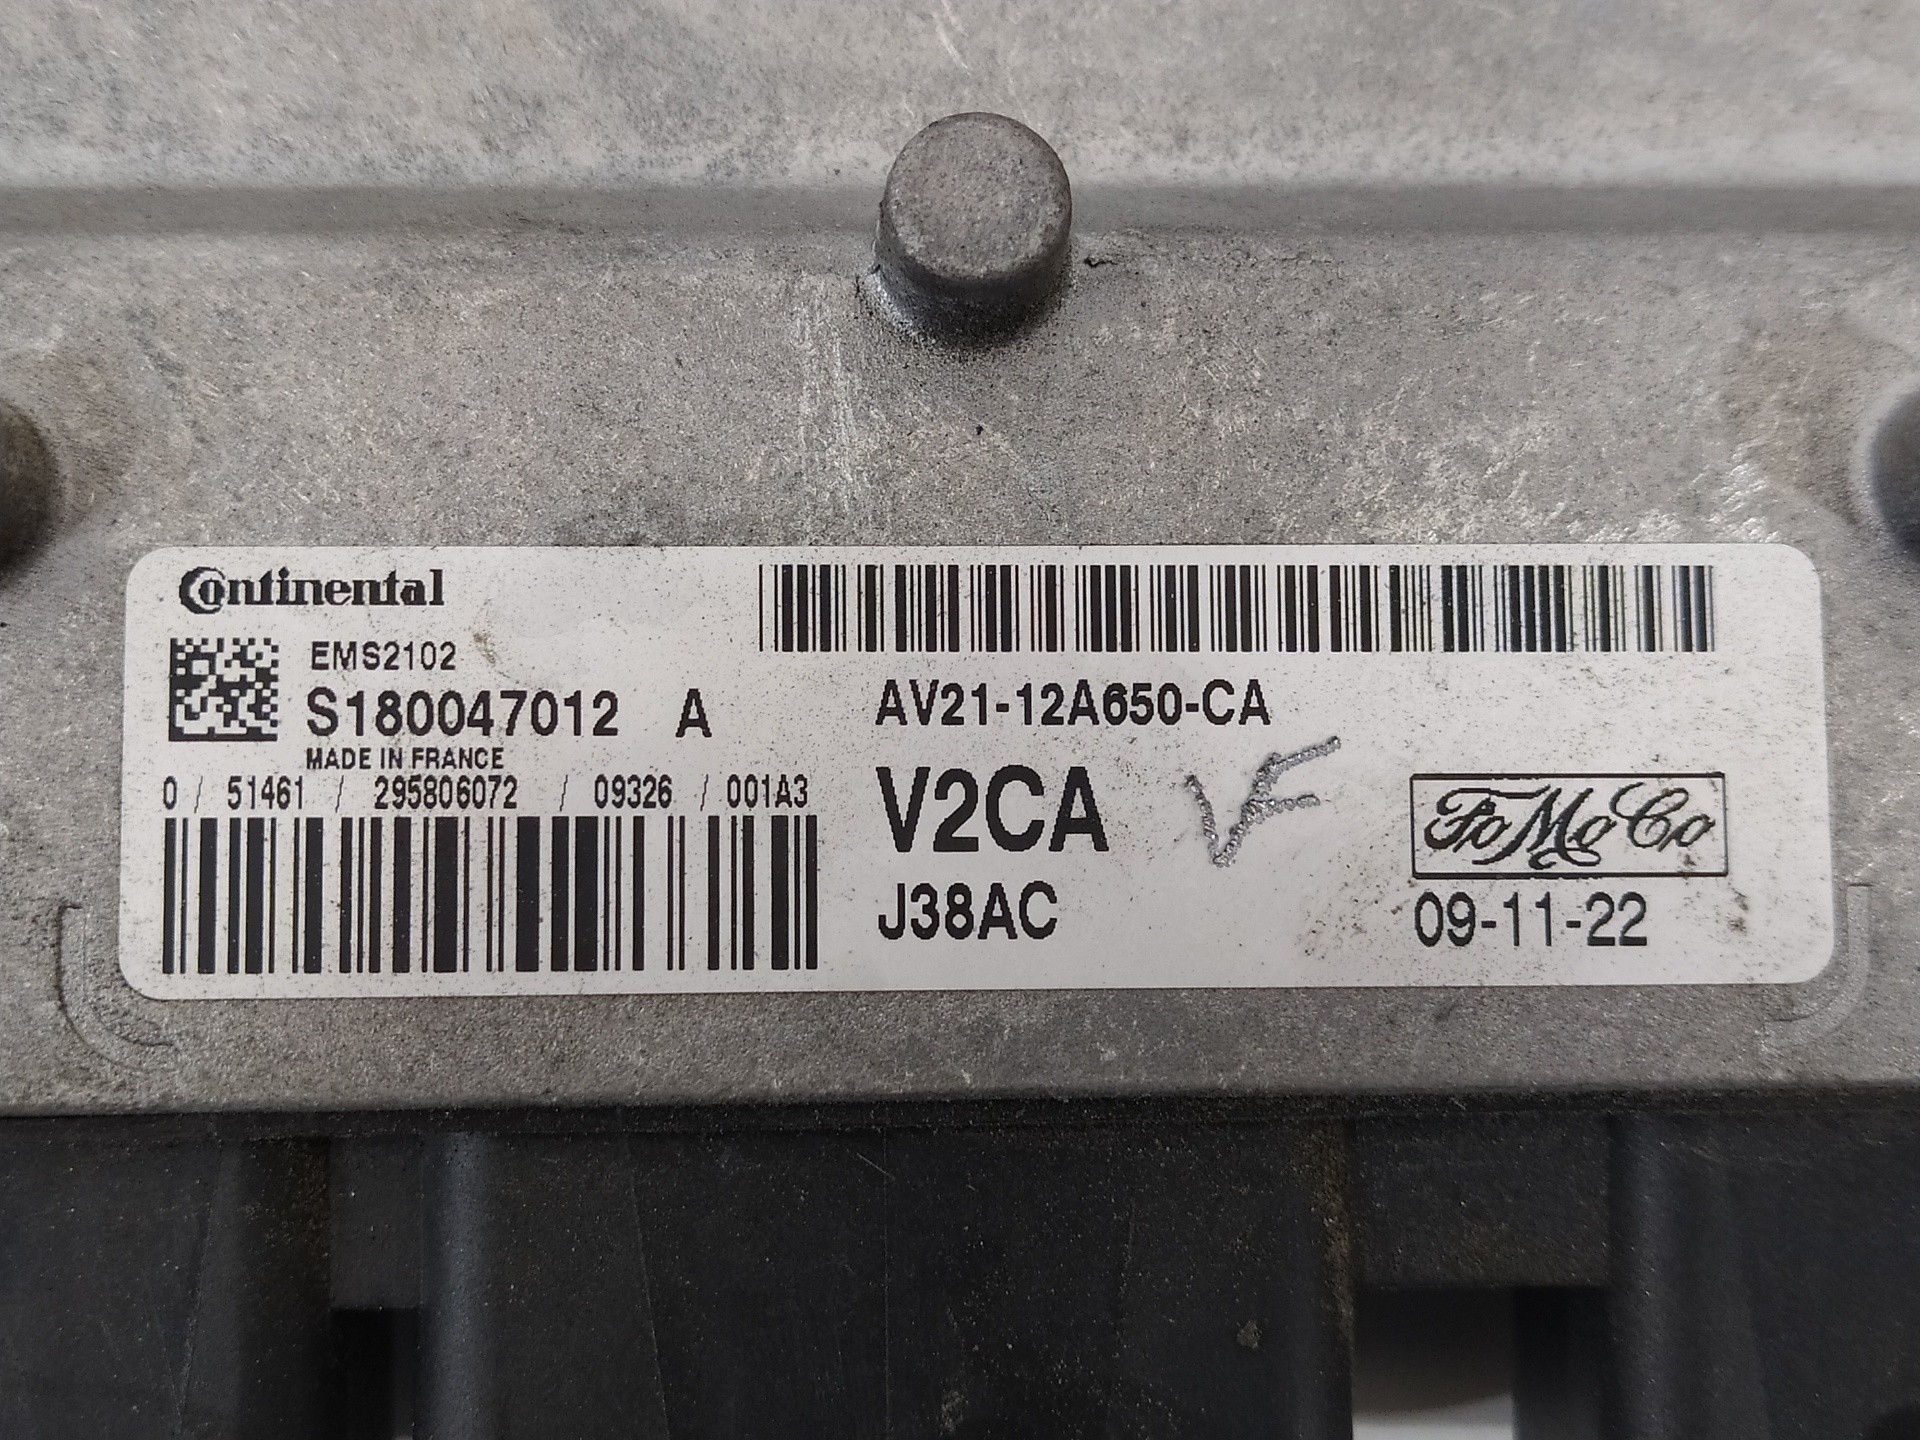 Continental
EMS2102
S180047012 A
MADE IN FRANCE
0 / 51461 / 295806072 / 09326 / 001A3
AV21-12A650-CA
V2CA
VF
J38AC
FoMoCo
09-11-22